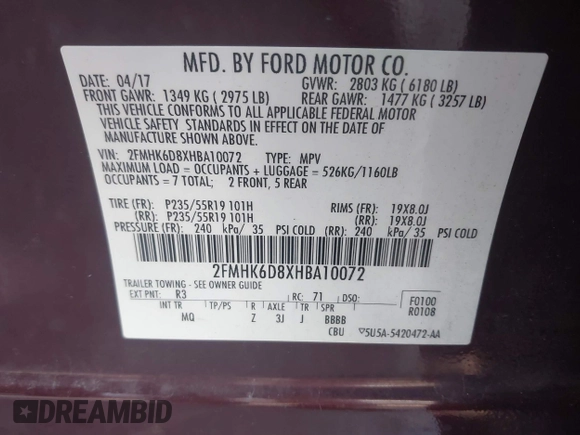 MFD. BY FORD MOTOR CO.
DATE: 04/17 GVWR: 2803 KG ( 6180 LB)
FRONT GAWR: 1349 KG ( 2975 LB) REAR GAWR: 1477 KG ( 3257 LB)
THIS VEHICLE CONFORMS TO ALL APPLICABLE FEDERAL MOTOR
VEHICLE SAFETY STANDARDS IN EFFECT ON THE DATE OF
MANUFACTURE SHOWN ABOVE.
VIN: 2FMHK6D8XHBA10072 TYPE: MPV
MAXIMUM LOAD = OCCUPANTS + LUGGAGE = 526KG/1160LB
OCCUPANTS = 7 TOTAL; 2 FRONT, 5 REAR
TIRE (FR): P235/55R19 101H RIMS (FR): 19X8.0J
(RR): P235/55R19 101H (RR): 19X8.0J
PRESSURE (FR): 240 kPa/ 35 PSI COLD (RR): 240 kPa/ 35 PSI COLD
2FMHK6D8XHBA10072
TRAILER TOWING - SEE OWNER GUIDE
EXT PNT: R3 RC: 71 DSO: F0100
INT TR TP/PS R AXLE TR SPR R0108
MQ Z 3J J BBBB
CBU 5U5A-5420472-AA
DREAMBID